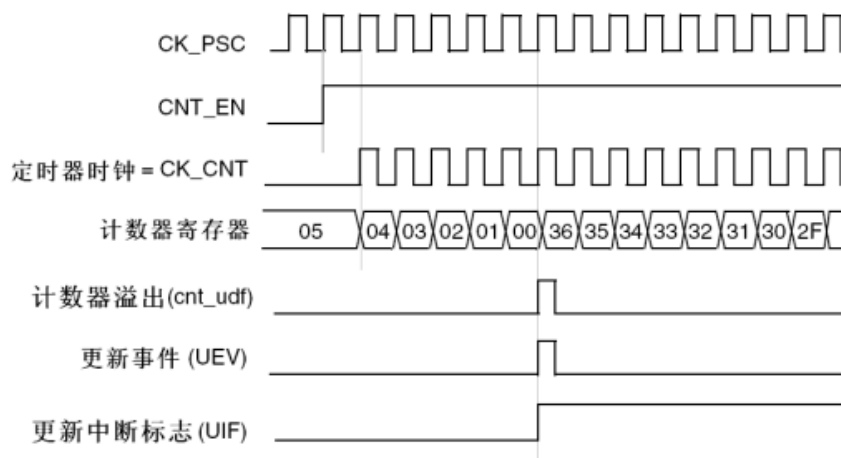 CK_PSC
CNT_EN
定时器时钟 = CK_CNT
计数器寄存器 05 04 03 02 01 00 36 35 34 33 32 31 30 2F
计数器溢出(cnt_udf)
更新事件 (UEV)
更新中断标志(UIF)